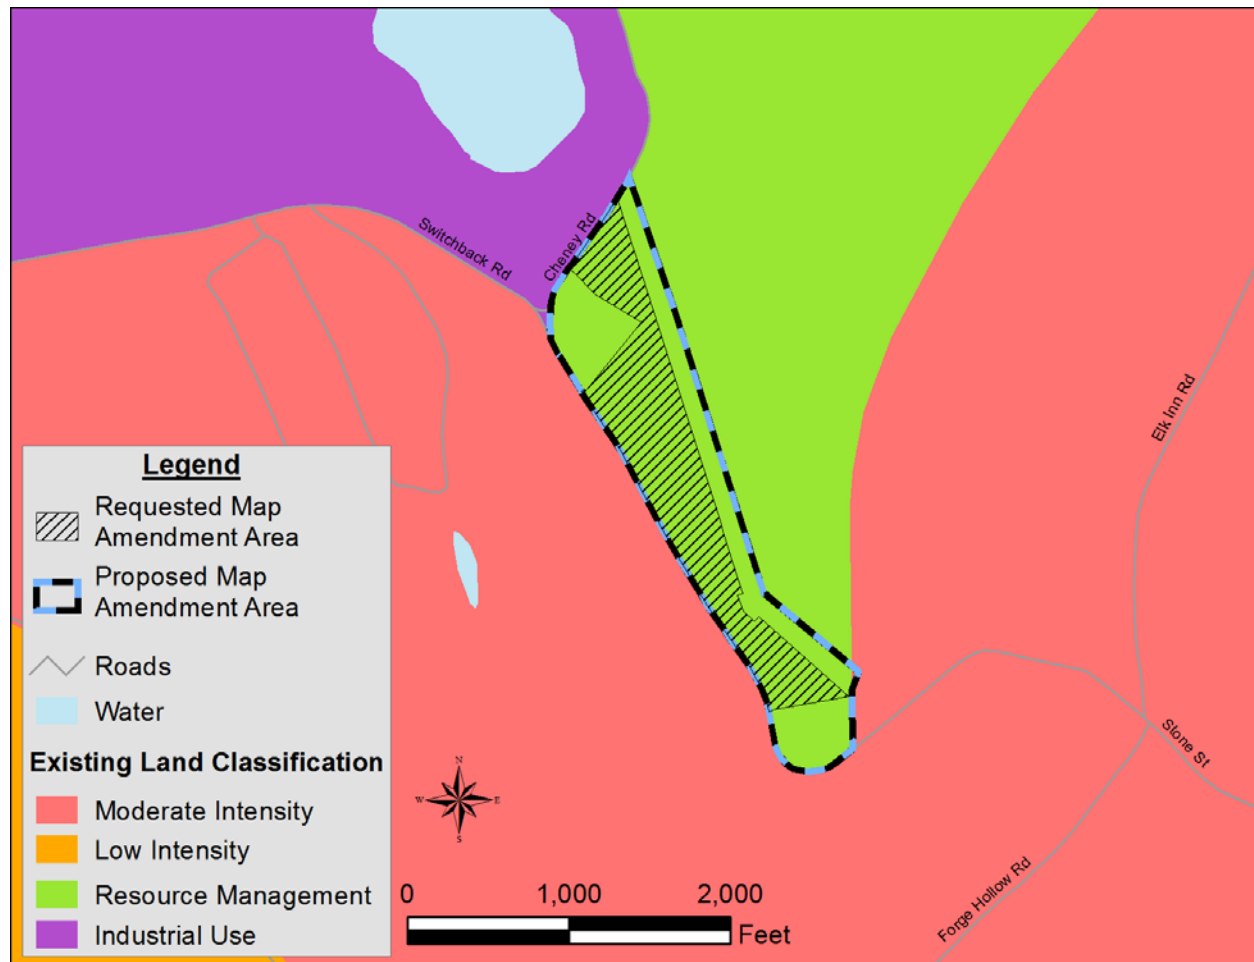 Switchback Rd
Cheney Rd
Elk Inn Rd
Stone St
Forge Hollow Rd
Legend
Requested Map
Amendment Area
Proposed Map
Amendment Area
Roads
Water
Existing Land Classification
Moderate Intensity
Low Intensity
Resource Management
Industrial Use
N
W E
S
0 1,000 2,000
Feet